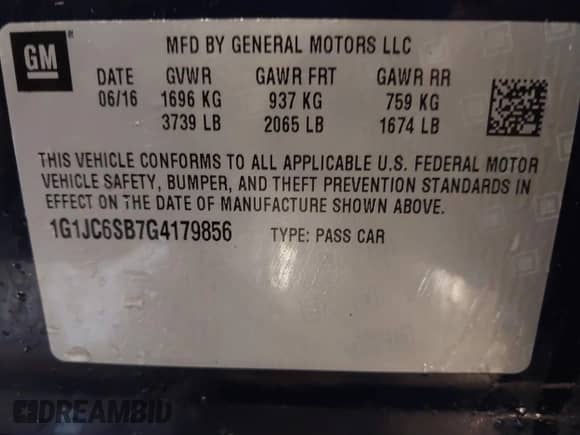 GM ®
MFD BY GENERAL MOTORS LLC
DATE GVWR GAWR FRT GAWR RR
06/16 1696 KG 937 KG 759 KG
3739 LB 2065 LB 1674 LB
THIS VEHICLE CONFORMS TO ALL APPLICABLE U.S. FEDERAL MOTOR
VEHICLE SAFETY, BUMPER, AND THEFT PREVENTION STANDARDS IN
EFFECT ON THE DATE OF MANUFACTURE SHOWN ABOVE.
1G1JC6SB7G4179856 TYPE: PASS CAR
DREAMBID